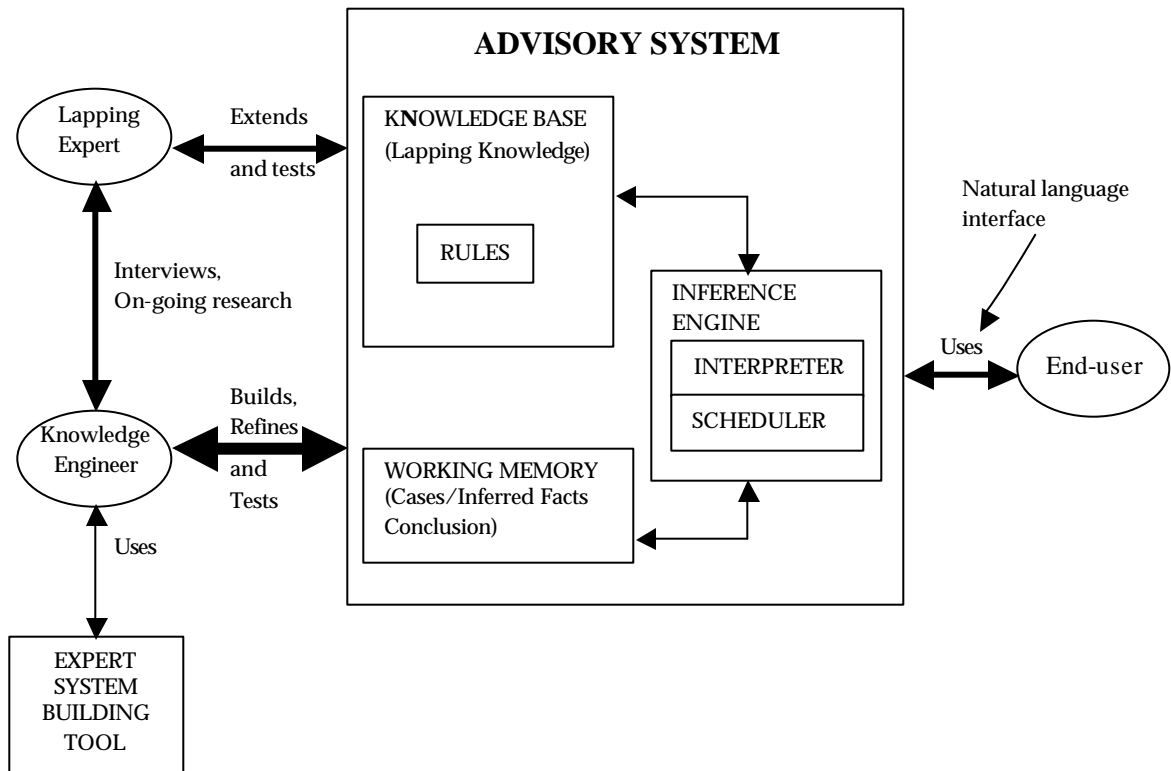 ADVISORY SYSTEM
Lapping
Expert
Extends
and tests
KNOWLEDGE BASE
(Lapping Knowledge)
RULES
Natural language
interface
Interviews,
On-going research
INFERENCE
ENGINE
INTERPRETER
SCHEDULER
Uses
End-user
Builds,
Refines
and
Tests
Knowledge
Engineer
WORKING MEMORY
(Cases/Inferred Facts
Conclusion)
Uses
EXPERT
SYSTEM
BUILDING
TOOL